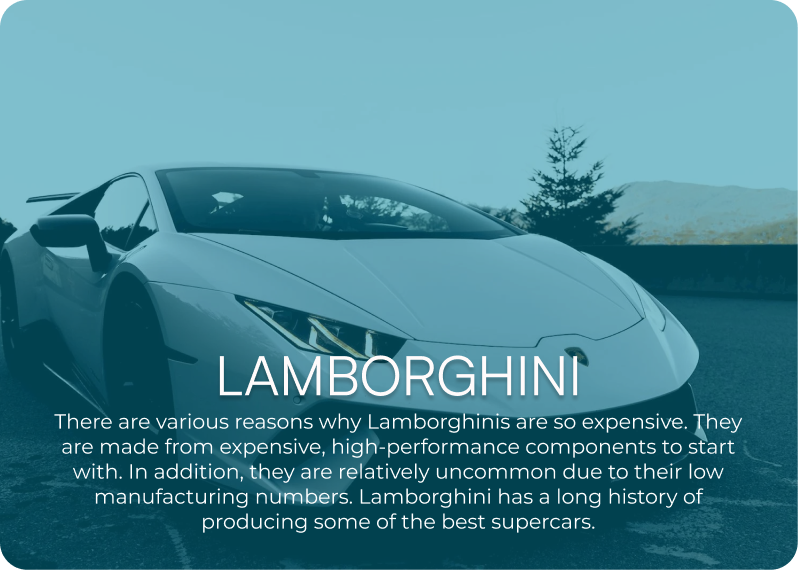 LAMBORGHINI
There are various reasons why Lamborghinis are so expensive. They
are made from expensive, high-performance components to start
with. In addition, they are relatively uncommon due to their low
manufacturing numbers. Lamborghini has a long history of
producing some of the best supercars.